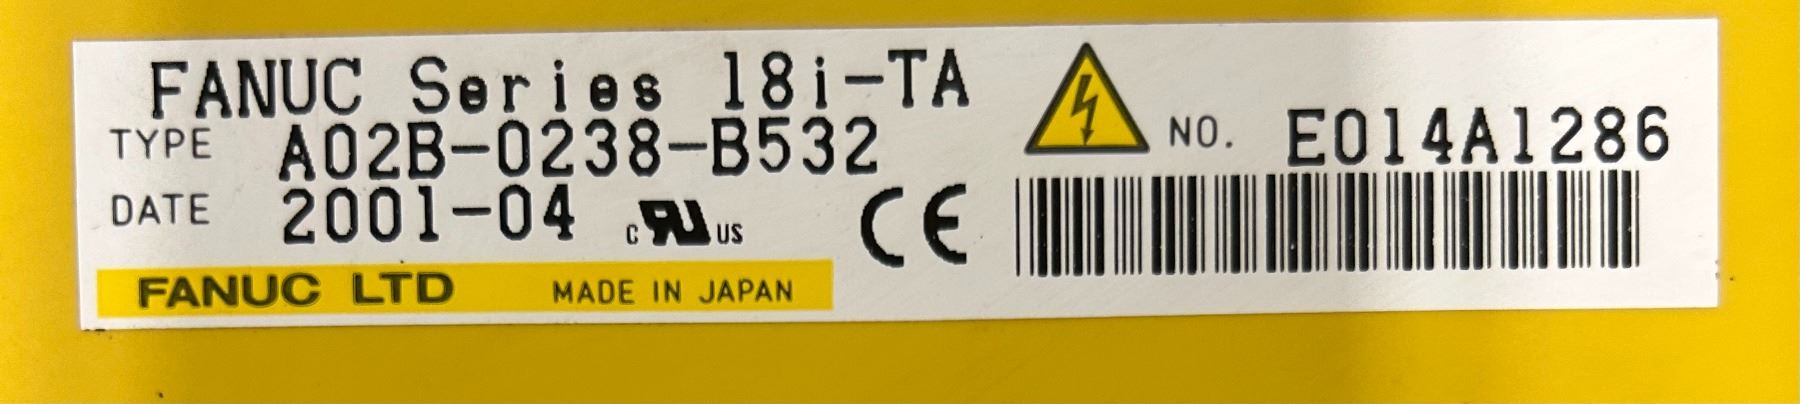 FANUC Series 18i-TA
TYPE A02B-0238-B532
DATE 2001-04
c RU US
CE
NO. E014A1286
FANUC LTD MADE IN JAPAN